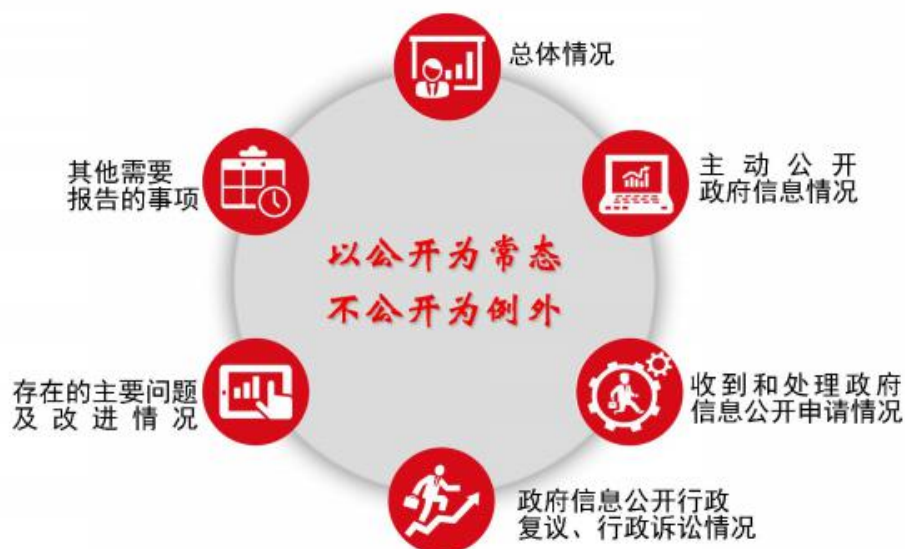 总体情况
主动公开
政府信息情况
收到和处理政府
信息公开申请情况
政府信息公开行政
复议、行政诉讼情况
存在的主要问题
及改进情况
其他需要
报告的事项
以公开为常态
不公开为例外